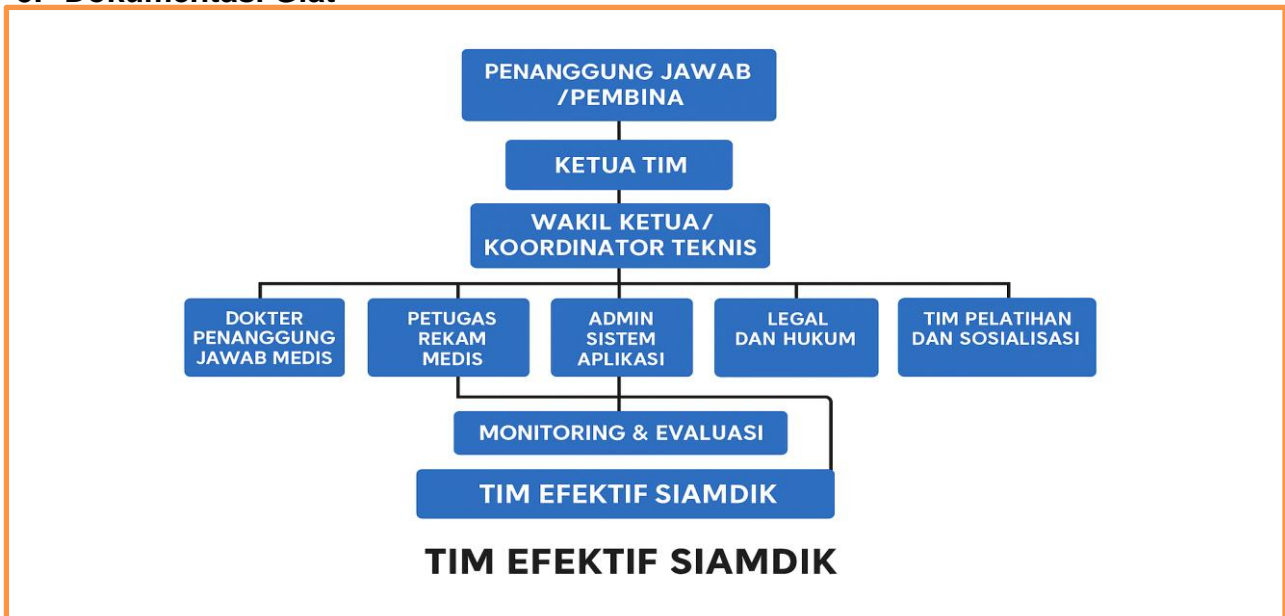 PENANGGUNG JAWAB
/PEMBINA
KETUA TIM
WAKIL KETUA/
KOORDINATOR TEKNIS
DOKTER
PENANGGUNG
JAWAB MEDIS
PETUGAS
REKAM
MEDIS
ADMIN
SISTEM
APLIKASI
LEGAL
DAN HUKUM
TIM PELATIHAN
DAN SOSIALISASI
MONITORING & EVALUASI
TIM EFEKTIF SIAMDIK
TIM EFEKTIF SIAMDIK